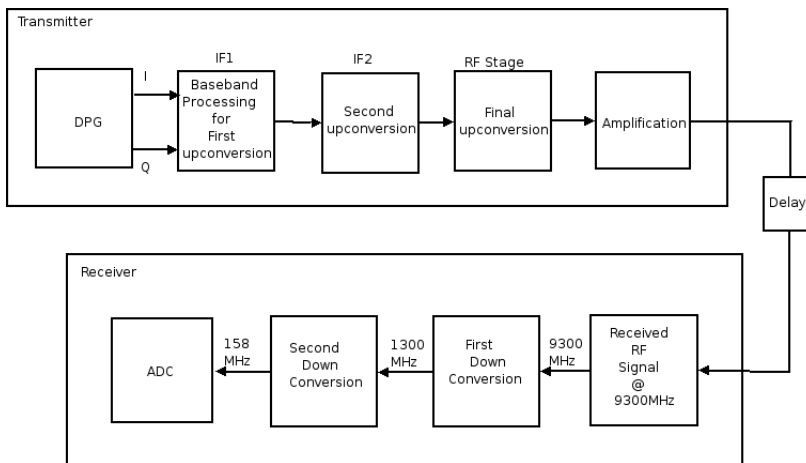 Transmitter
IF1
IF2
RF Stage
DPG
I
Q
Baseband
Processing
for
First
upconversion
Second
upconversion
Final
upconversion
Amplification
Delay
Receiver
ADC
158
MHz
Second
Down
Conversion
1300
MHz
First
Down
Conversion
9300
MHz
Received
RF
Signal
@
9300MHz